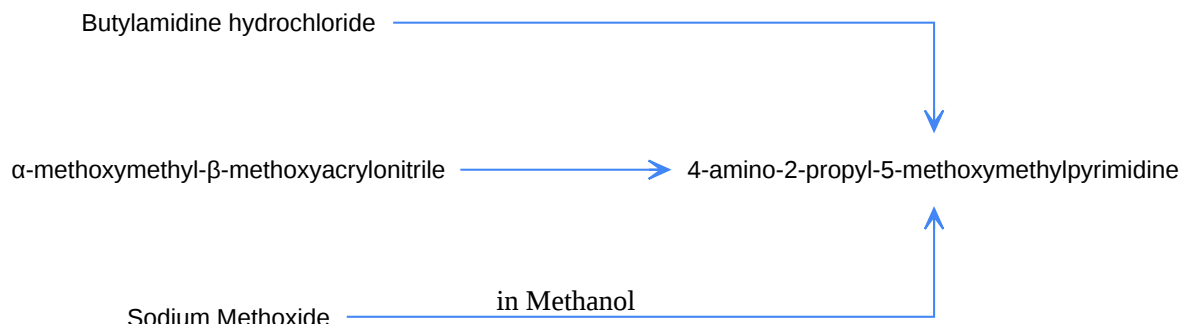 Butylamidine hydrochloride
α-methoxymethyl-β-methoxyacrylonitrile
4-amino-2-propyl-5-methoxymethylpyrimidine
in Methanol
Sodium Methoxide